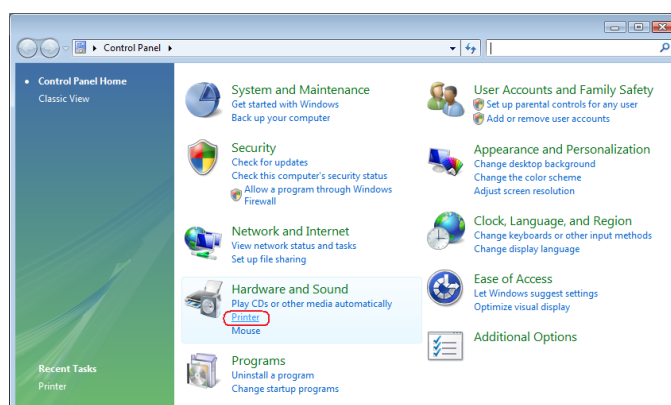 Control Panel
Control Panel Home
Classic View
System and Maintenance
Get started with Windows
Back up your computer
Security
Check for updates
Check this computer's security status
Allow a program through Windows
Firewall
Network and Internet
View network status and tasks
Set up file sharing
Hardware and Sound
Play CDs or other media automatically
Printer
Mouse
Programs
Uninstall a program
Change startup programs
User Accounts and Family Safety
Set up parental controls for any user
Add or remove user accounts
Appearance and Personalization
Change desktop background
Change the color scheme
Adjust screen resolution
Clock, Language, and Region
Change keyboards or other input methods
Change display language
Ease of Access
Let Windows suggest settings
Optimize visual display
Additional Options
Recent Tasks
Printer